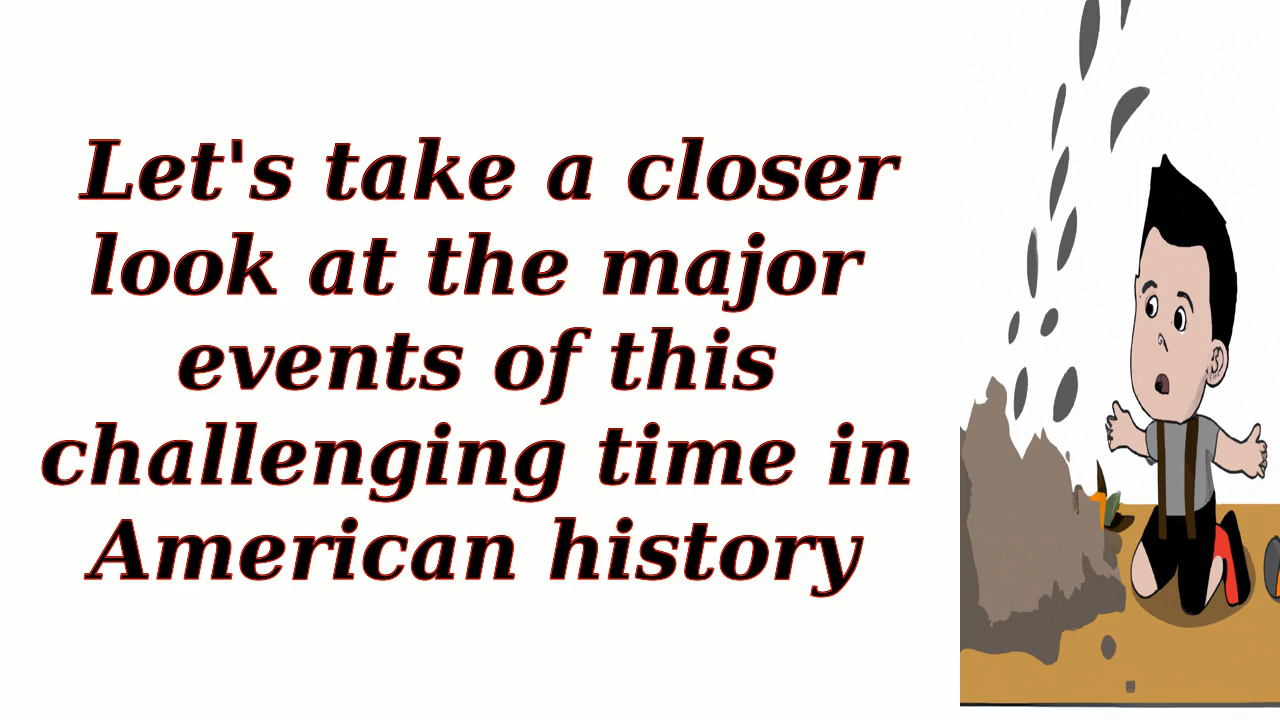 Let's take a closer
look at the major
events of this
challenging time in
American history